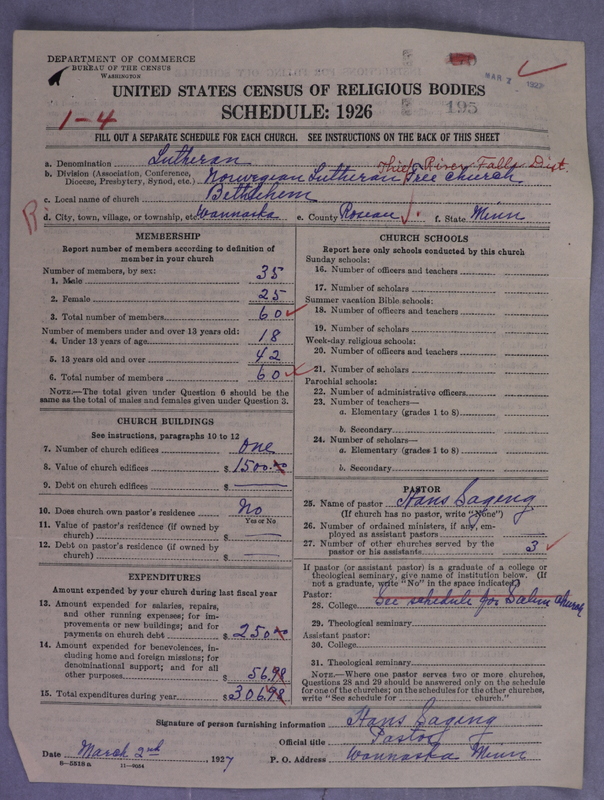 DEPARTMENT OF COMMERCE
BUREAU OF THE CENSUS
WASHINGTON
MAR 2 1927
UNITED STATES CENSUS OF RELIGIOUS BODIES
SCHEDULE: 1926
195
1-4
FILL OUT A SEPARATE SCHEDULE FOR EACH CHURCH. SEE INSTRUCTIONS ON THE BACK OF THIS SHEET
a. Denomination Lutheran
Thief River Falls Dist.
b. Division (Association, Conference, Diocese, Presbytery, Synod, etc.) Norwegian Lutheran Free Church
c. Local name of church Bethlehem
d. City, town, village, or township, etc. Wannaska e. County Roseau f. State Minn
MEMBERSHIP
Report number of members according to definition of
member in your church
Number of members, by sex:
1. Male 35
2. Female 25
3. Total number of members 60
Number of members under and over 13 years old:
4. Under 13 years of age 18
5. 13 years old and over 42
6. Total number of members 60
NOTE.—The total given under Question 6 should be
same as the total of males and females given under Question 3.
CHURCH BUILDINGS
See instructions, paragraphs 10 to 12
7. Number of church edifices One
8. Value of church edifices $ 1500.00
9. Debt on church edifices $
10. Does church own pastor's residence No
Yes or No
11. Value of pastor's residence (if owned by
church) $
12. Debt on pastor's residence (if owned by
church) $
EXPENDITURES
Amount expended by your church during last fiscal year
13. Amount expended for salaries, repairs,
and other running expenses; for im-
provements or new buildings; and for
payments on church debt $ 250.00
14. Amount expended for benevolences, in-
cluding home and foreign missions; for
denominational support; and for all
other purposes $ 56.98
15. Total expenditures during year $ 306.98
CHURCH SCHOOLS
Report here only schools conducted by this church
Sunday schools:
16. Number of officers and teachers
17. Number of scholars
Summer vacation Bible schools:
18. Number of officers and teachers
19. Number of scholars
Week-day religious schools:
20. Number of officers and teachers
21. Number of scholars
Parochial schools:
22. Number of administrative officers
23. Number of teachers—
a. Elementary (grades 1 to 8)
b. Secondary
24. Number of scholars—
a. Elementary (grades 1 to 8)
b. Secondary
PASTOR
25. Name of pastor Hans Sageng
(If church has no pastor, write "None")
26. Number of ordained ministers, if any, em-
ployed as assistant pastors
27. Number of other churches served by the
pastor or his assistants 3
If pastor (or assistant pastor) is a graduate of a college or
theological seminary, give name of institution below. (If
not a graduate, write "No" in the space indicated)
Pastor:
28. College See schedule for Salem church
29. Theological seminary
Assistant pastor:
30. College
31. Theological seminary
NOTE.—Where one pastor serves two or more churches,
Questions 28 and 29 should be answered only on the schedule
for one of the churches; on the schedules for the other churches,
write "See schedule for church."
Signature of person furnishing information Hans Sageng
Official title Pastor
Date March 2nd, 1927 P. O. Address Wannaska Minn
8-5518 a 11-9034